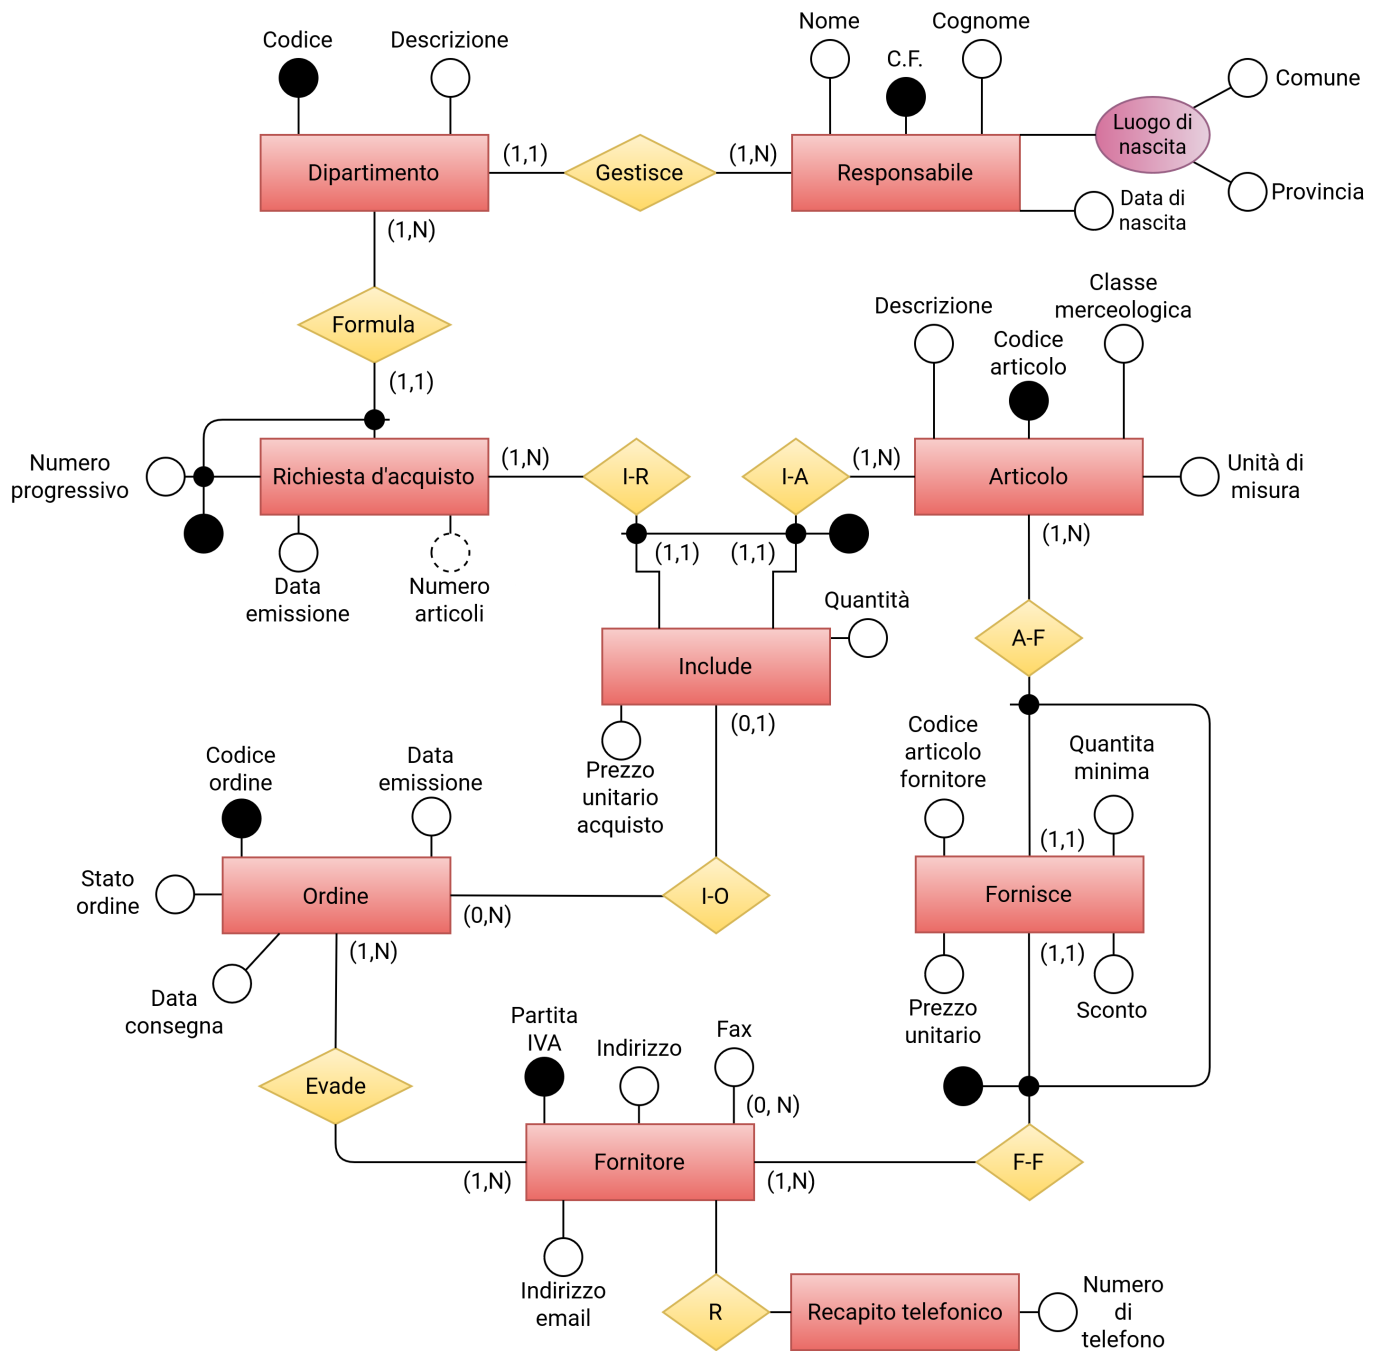 Nome
Cognome
Codice
Descrizione
C.F.
Comune
Luogo di
nascita
Dipartimento
(1,1)
Gestisce
(1,N)
Responsabile
Provincia
Data di
nascita
(1,N)
Formula
(1,1)
Classe
merceologica
Descrizione
Codice
articolo
Numero
progressivo
Richiesta d'acquisto
(1,N)
I-R
I-A
(1,N)
Articolo
Unità di
misura
(1,1)
(1,1)
(1,N)
Data
emissione
Numero
articoli
Quantità
A-F
Include
(0,1)
Codice
articolo
fornitore
Quantita
minima
Codice
ordine
Data
emissione
Prezzo
unitario
acquisto
(1,1)
Stato
ordine
Ordine
(0,N)
I-O
Fornisce
(1,N)
(1,1)
Data
consegna
Prezzo
unitario
Sconto
Partita
IVA
Indirizzo
Fax
Evade
(0, N)
(1,N)
Fornitore
(1,N)
F-F
Indirizzo
email
R
Recapito telefonico
Numero
di
telefono